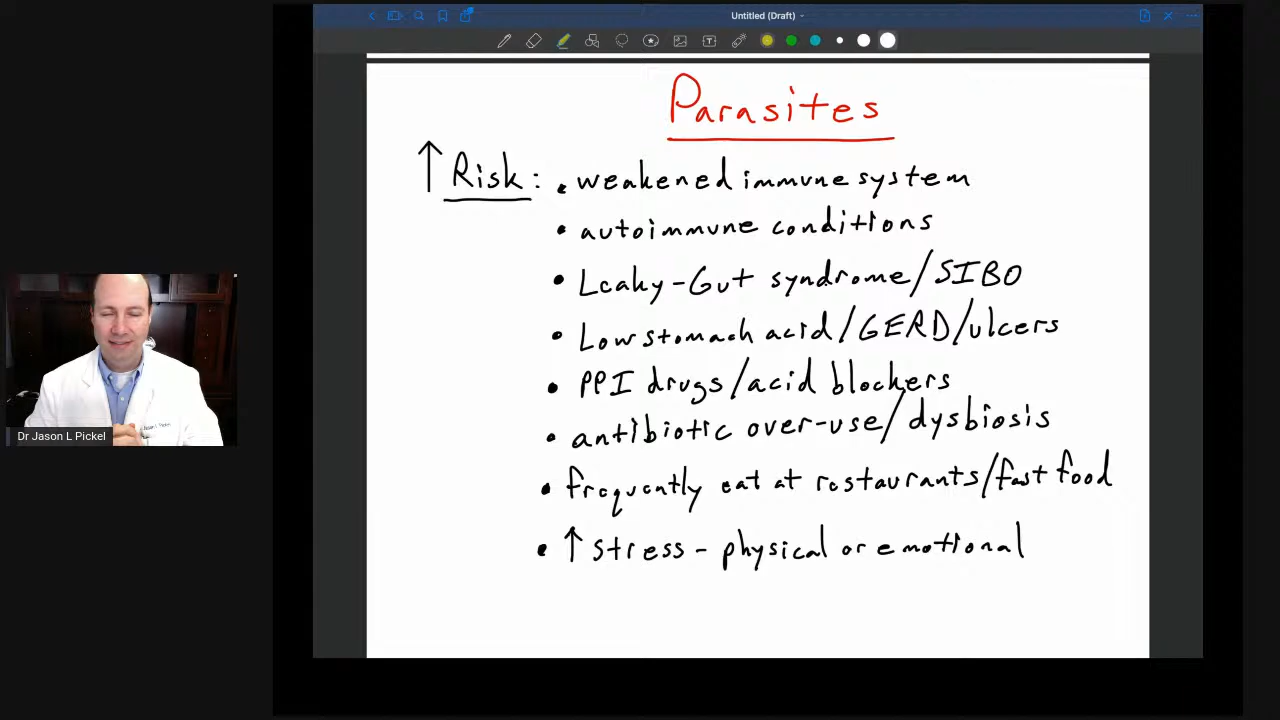 Untitled (Draft)
Parasites
↑ Risk: • weakened immune system
• autoimmune conditions
• Leaky-Gut syndrome/SIBO
• Low stomach acid/GERD/ulcers
• PPI drugs/acid blockers
• antibiotic over-use/dysbiosis
• frequently eat at restaurants/fast food
• ↑ stress - physical or emotional
Dr Jason L Pickel